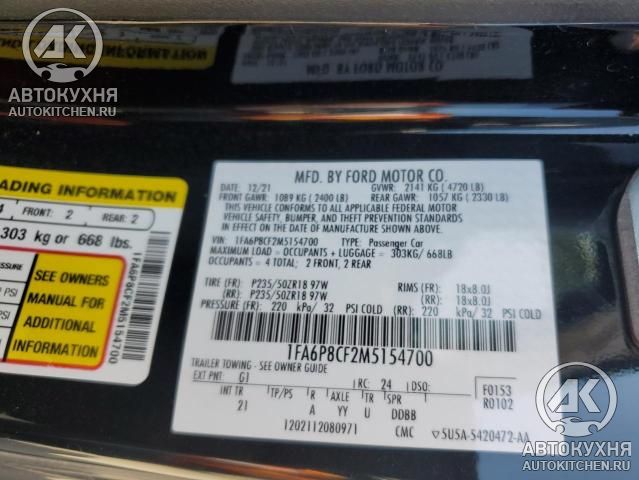 АК
АВТОКУХНЯ
AUTOKITCHEN.RU
АК
АВТОКУХНЯ
AUTOKITCHEN.RU
MFD. BY FORD MOTOR CO.
12/21 GVWR: 2141 KG ( 4720 LB)
FRONT GAWR: 1089 KG ( 2400 LB) REAR GAWR: 1057 KG ( 2330 LB)
THIS VEHICLE CONFORMS TO ALL APPLICABLE FEDERAL MOTOR
VEHICLE SAFETY, BUMPER, AND THEFT PREVENTION STANDARDS
IN EFFECT ON THE DATE OF MANUFACTURE SHOWN ABOVE.
VIN: 1FA6P8CF2M5154700 TYPE: Passenger Car
MAXIMUM LOAD = OCCUPANTS + LUGGAGE = 303KG/ 668LB
OCCUPANTS = 4 TOTAL: 2 FRONT, 2 REAR
TIRE (FR): P235/50ZR18 97W RIMS (FR): 18x8.0J
(RR): P235/50ZR18 97W (RR): 18x8.0J
PRESSURE (FR): 220 kPa/ 32 PSI COLD (RR): 220 kPa/ 32 PSI COLD
1FA6P8CF2M5154700
TRAILER TOWING - SEE OWNER GUIDE
EXT PNT: G1 RC: 24 DSO: F0153
INT TR TP/PS R AXLE TR SPR R0102
21 A YY U DDBB
1202112080971 CMC 5U5A-5420472-AA
ADING INFORMATION
4 FRONT: 2 REAR: 2
303 kg or 668 lbs.
SEE OWNERS
MANUAL FOR
ADDITIONAL
INFORMATION
1FA6P8CF2M5154700
АК
АВТОКУХНЯ
AUTOKITCHEN.RU